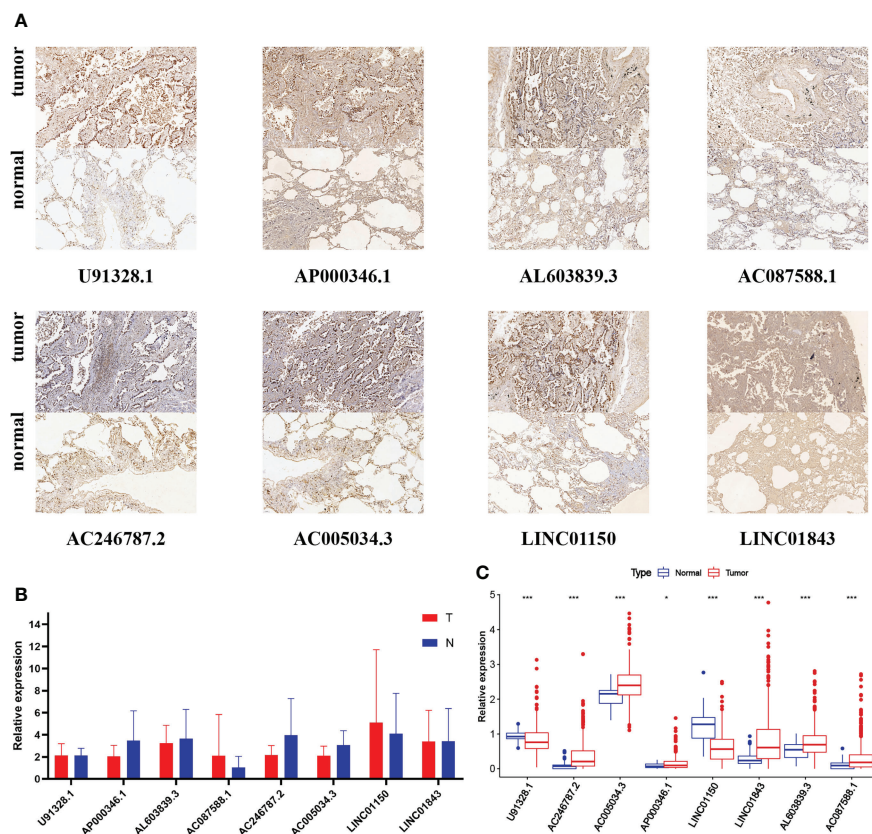 A
tumor
normal
U91328.1 AP000346.1 AL603839.3 AC087588.1
tumor
normal
AC246787.2 AC005034.3 LINC01150 LINC01843
B
T
N
Relative expression
14
12
10
8
6
4
2
0
U91328.1 AP000346.1 AL603839.3 AC087588.1 AC246787.2 AC005034.3 LINC01150 LINC01843
C
Type Normal Tumor
*** *** *** * *** *** *** ***
Relative expression
5
4
3
2
1
0
U91328.1 AC246787.2 AC005034.3 AP000346.1 LINC01150 LINC01843 AL603839.3 AC087588.1